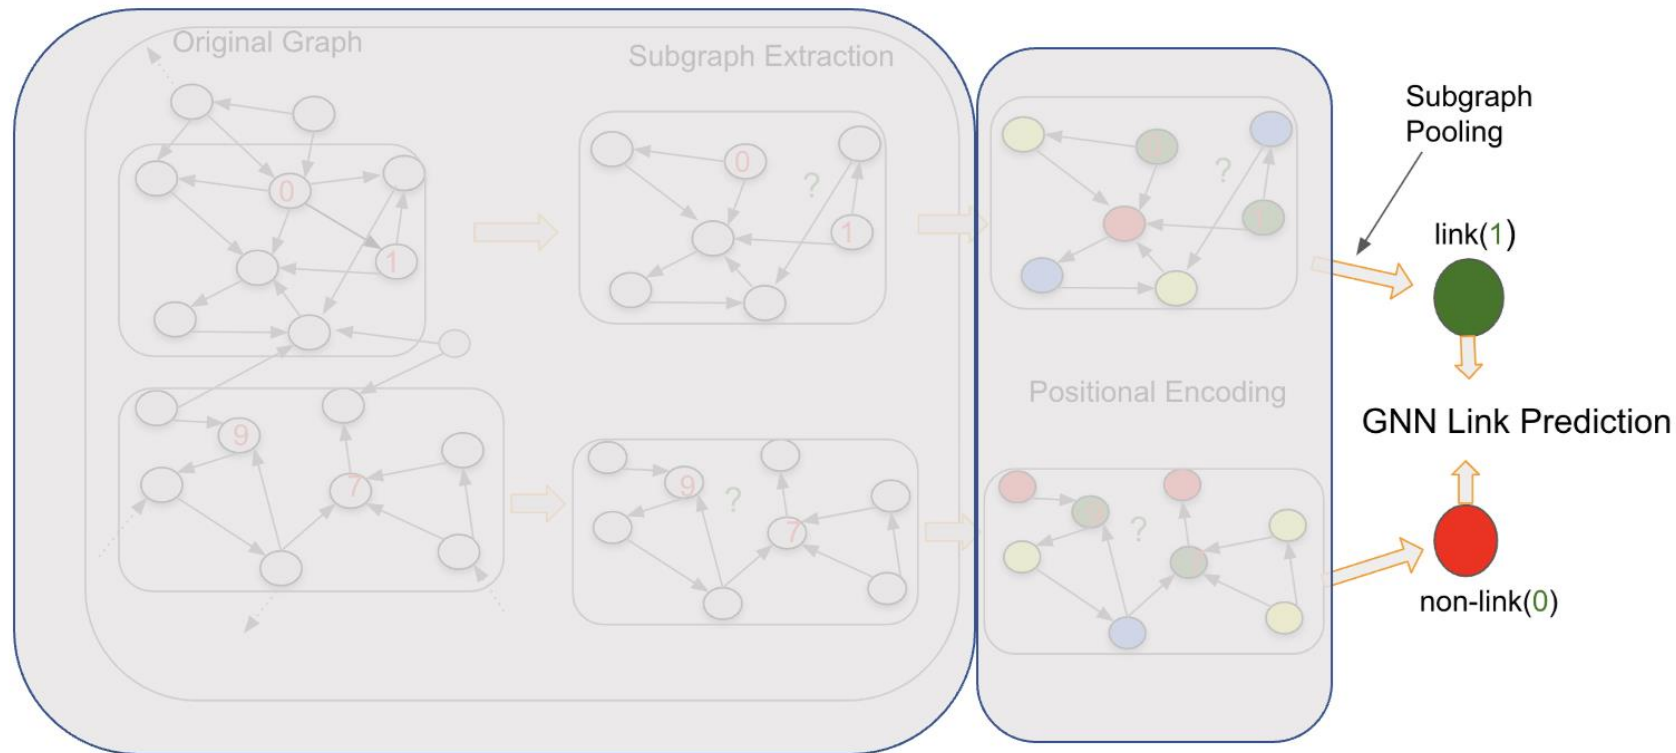 Original Graph
Subgraph Extraction
0
1
0
?
1
9
7
9
?
7
?
Positional Encoding
?
Subgraph
Pooling
link(1)
GNN Link Prediction
non-link(0)